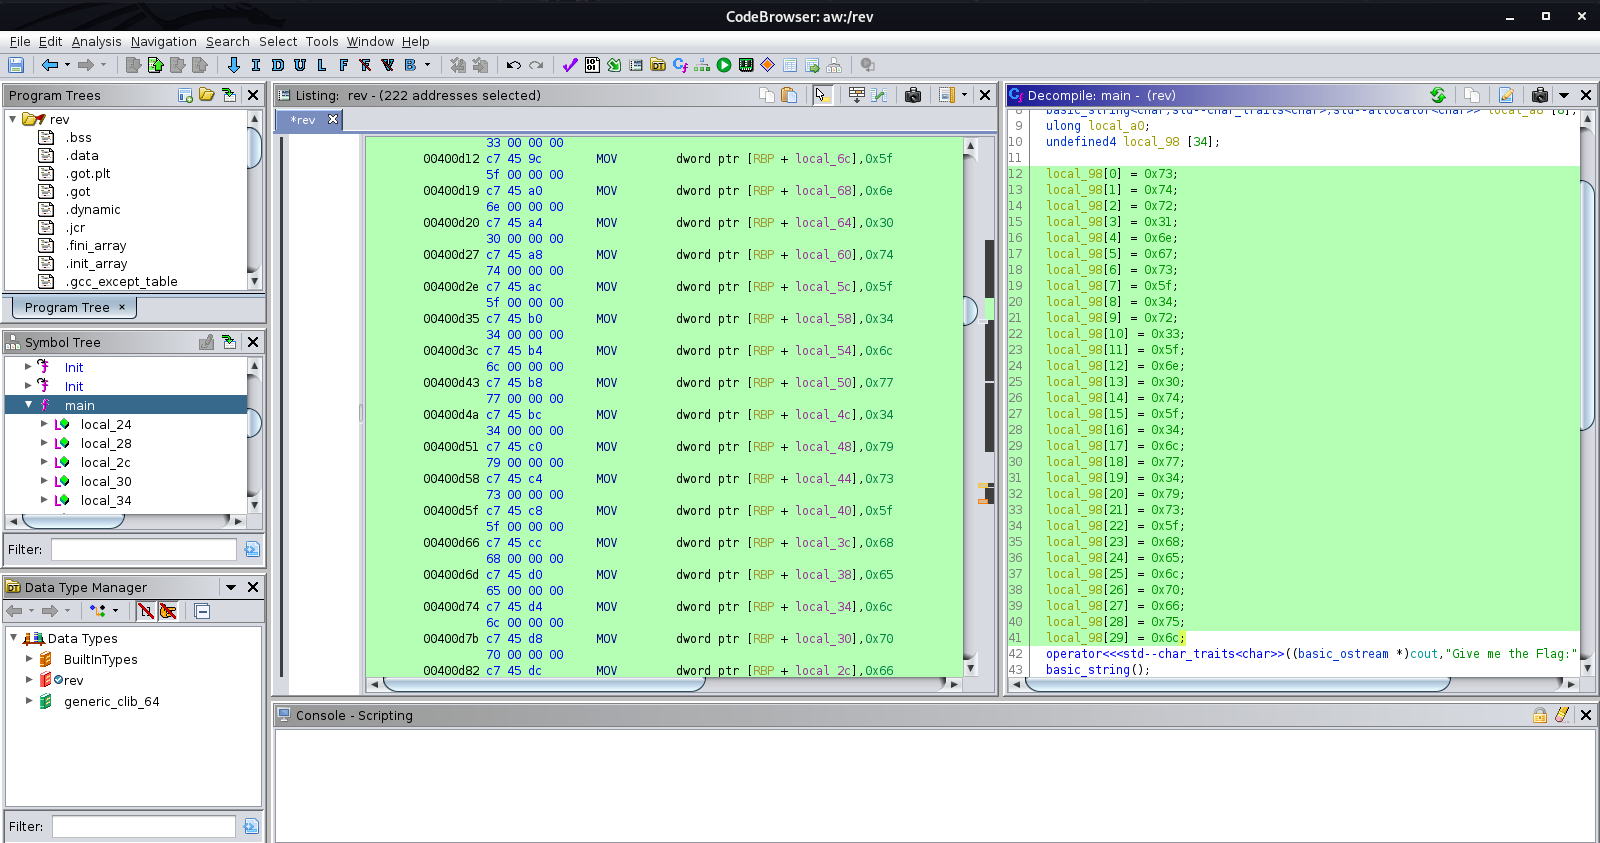 CodeBrowser: aw:/rev
File Edit Analysis Navigation Search Select Tools Window Help
I D U L F F V B
Program Trees
rev
.bss
.data
.got.plt
.got
.dynamic
.jcr
.fini_array
.init_array
.gcc_except_table
Program Tree ×
Symbol Tree
Init
Init
main
local_24
local_28
local_2c
local_30
local_34
Filter:
Data Type Manager
Data Types
BuiltInTypes
rev
generic_clib_64
Filter:
Listing: rev - (222 addresses selected)
*rev
33 00 00 00
00400d12 c7 45 9c MOV dword ptr [RBP + local_6c],0x5f
5f 00 00 00
00400d19 c7 45 a0 MOV dword ptr [RBP + local_68],0x6e
6e 00 00 00
00400d20 c7 45 a4 MOV dword ptr [RBP + local_64],0x30
30 00 00 00
00400d27 c7 45 a8 MOV dword ptr [RBP + local_60],0x74
74 00 00 00
00400d2e c7 45 ac MOV dword ptr [RBP + local_5c],0x5f
5f 00 00 00
00400d35 c7 45 b0 MOV dword ptr [RBP + local_58],0x34
34 00 00 00
00400d3c c7 45 b4 MOV dword ptr [RBP + local_54],0x6c
6c 00 00 00
00400d43 c7 45 b8 MOV dword ptr [RBP + local_50],0x77
77 00 00 00
00400d4a c7 45 bc MOV dword ptr [RBP + local_4c],0x34
34 00 00 00
00400d51 c7 45 c0 MOV dword ptr [RBP + local_48],0x79
79 00 00 00
00400d58 c7 45 c4 MOV dword ptr [RBP + local_44],0x73
73 00 00 00
00400d5f c7 45 c8 MOV dword ptr [RBP + local_40],0x5f
5f 00 00 00
00400d66 c7 45 cc MOV dword ptr [RBP + local_3c],0x68
68 00 00 00
00400d6d c7 45 d0 MOV dword ptr [RBP + local_38],0x65
65 00 00 00
00400d74 c7 45 d4 MOV dword ptr [RBP + local_34],0x6c
6c 00 00 00
00400d7b c7 45 d8 MOV dword ptr [RBP + local_30],0x70
70 00 00 00
00400d82 c7 45 dc MOV dword ptr [RBP + local_2c],0x66
Decompile: main - (rev)
8 basic_string<char,std--char_traits<char>,std--allocator<char>> local_a8 [8];
9 ulong local_a0;
10 undefined4 local_98 [34];
11
12 local_98[0] = 0x73;
13 local_98[1] = 0x74;
14 local_98[2] = 0x72;
15 local_98[3] = 0x31;
16 local_98[4] = 0x6e;
17 local_98[5] = 0x67;
18 local_98[6] = 0x73;
19 local_98[7] = 0x5f;
20 local_98[8] = 0x34;
21 local_98[9] = 0x72;
22 local_98[10] = 0x33;
23 local_98[11] = 0x5f;
24 local_98[12] = 0x6e;
25 local_98[13] = 0x30;
26 local_98[14] = 0x74;
27 local_98[15] = 0x5f;
28 local_98[16] = 0x34;
29 local_98[17] = 0x6c;
30 local_98[18] = 0x77;
31 local_98[19] = 0x34;
32 local_98[20] = 0x79;
33 local_98[21] = 0x73;
34 local_98[22] = 0x5f;
35 local_98[23] = 0x68;
36 local_98[24] = 0x65;
37 local_98[25] = 0x6c;
38 local_98[26] = 0x70;
39 local_98[27] = 0x66;
40 local_98[28] = 0x75;
41 local_98[29] = 0x6c;
42 operator<<<std--char_traits<char>>((basic_ostream *)cout,"Give me the Flag:"
43 basic_string();
Console - Scripting